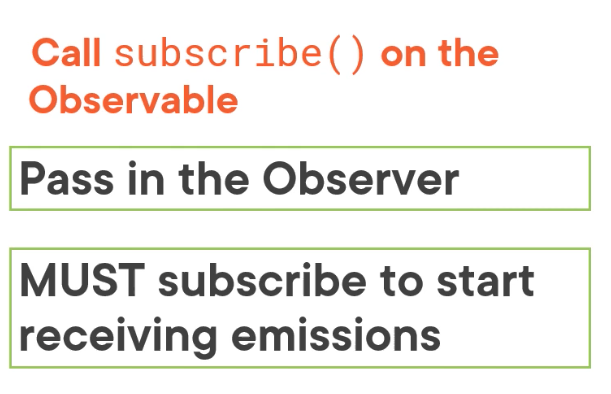 Call subscribe() on the
Observable
Pass in the Observer
MUST subscribe to start
receiving emissions